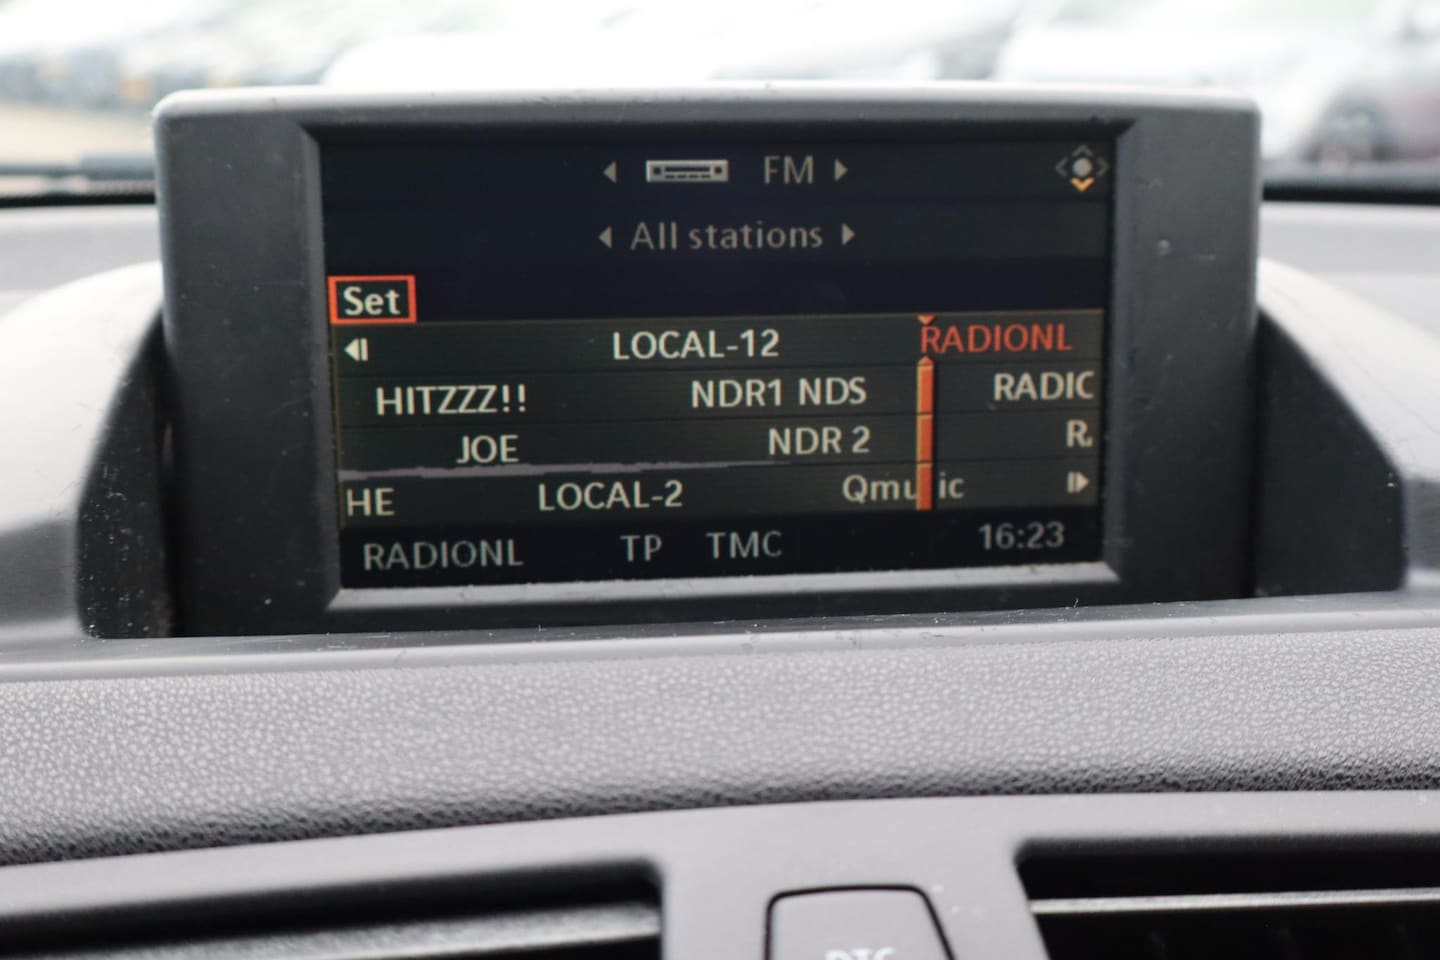 FM
All stations
Set
LOCAL-12 RADIONL
HITZZZ!! NDR1 NDS RADIC
JOE NDR 2 R.
HE LOCAL-2 Qmu ic
RADIONL TP TMC 16:23